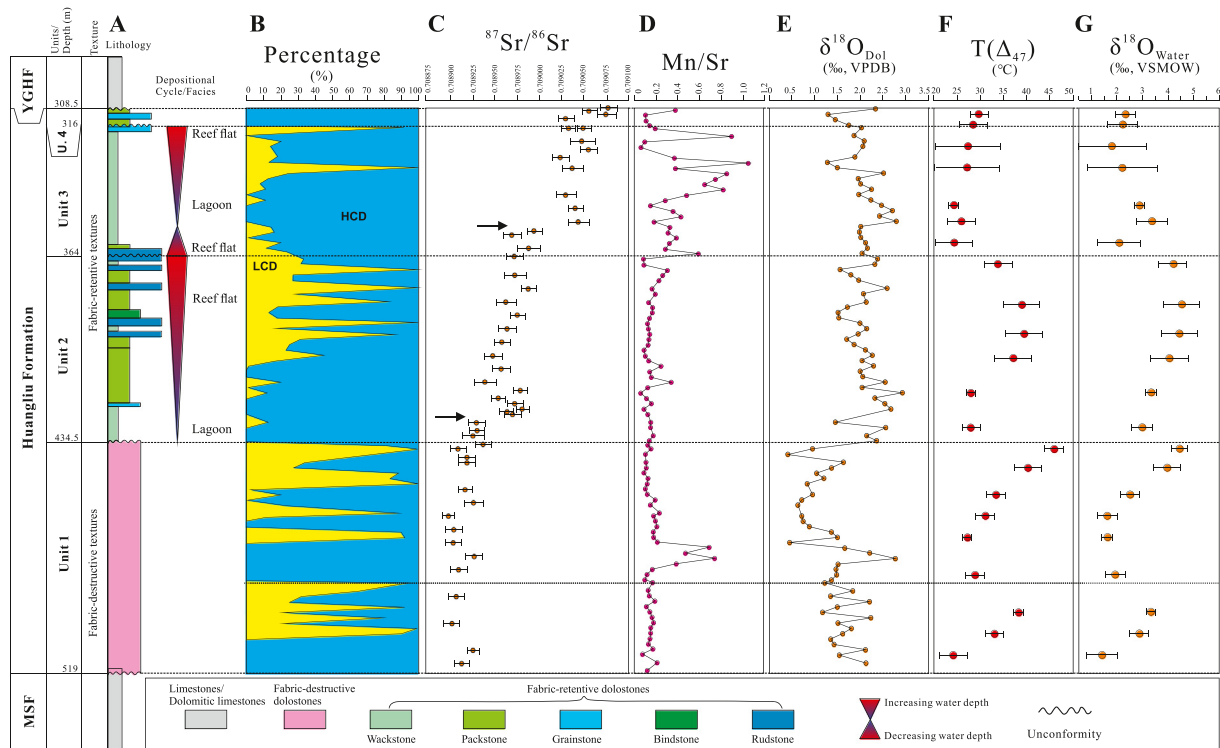 A B C D E F G
Units/
Depth (m)
Texture
Lithology
Depositional
Cycle/Facies
Percentage
(%)
0 20 40 60 80 100
⁸⁷Sr/⁸⁶Sr
0.708875 0.708900 0.708925 0.708950 0.708975 0.709000 0.709025 0.709050 0.709075 0.709100
Mn/Sr
0 0.2 0.4 0.6 0.8 1.0 1.2
δ¹⁸O_Dol
(‰, VPDB)
0 0.5 1.0 1.5 2.0 2.5 3.0 3.5
T(Δ₄₇)
(℃)
20 25 30 35 40 45 50
δ¹⁸O_Water
(‰, VSMOW)
1 2 3 4 5 6
YGHF
308.5
316
U. 4
Reef flat
Unit 3
Lagoon
HCD
Reef flat
364
LCD
Reef flat
Huangliu Formation
Fabric-retentive textures
Unit 2
Lagoon
434.5
Unit 1
Fabric-destructive textures
519
MSF
Limestones/
Dolomitic limestones
Fabric-destructive
dolostones
Fabric-retentive dolostones
Wackstone
Packstone
Grainstone
Bindstone
Rudstone
Increasing water depth
Decreasing water depth
Unconformity